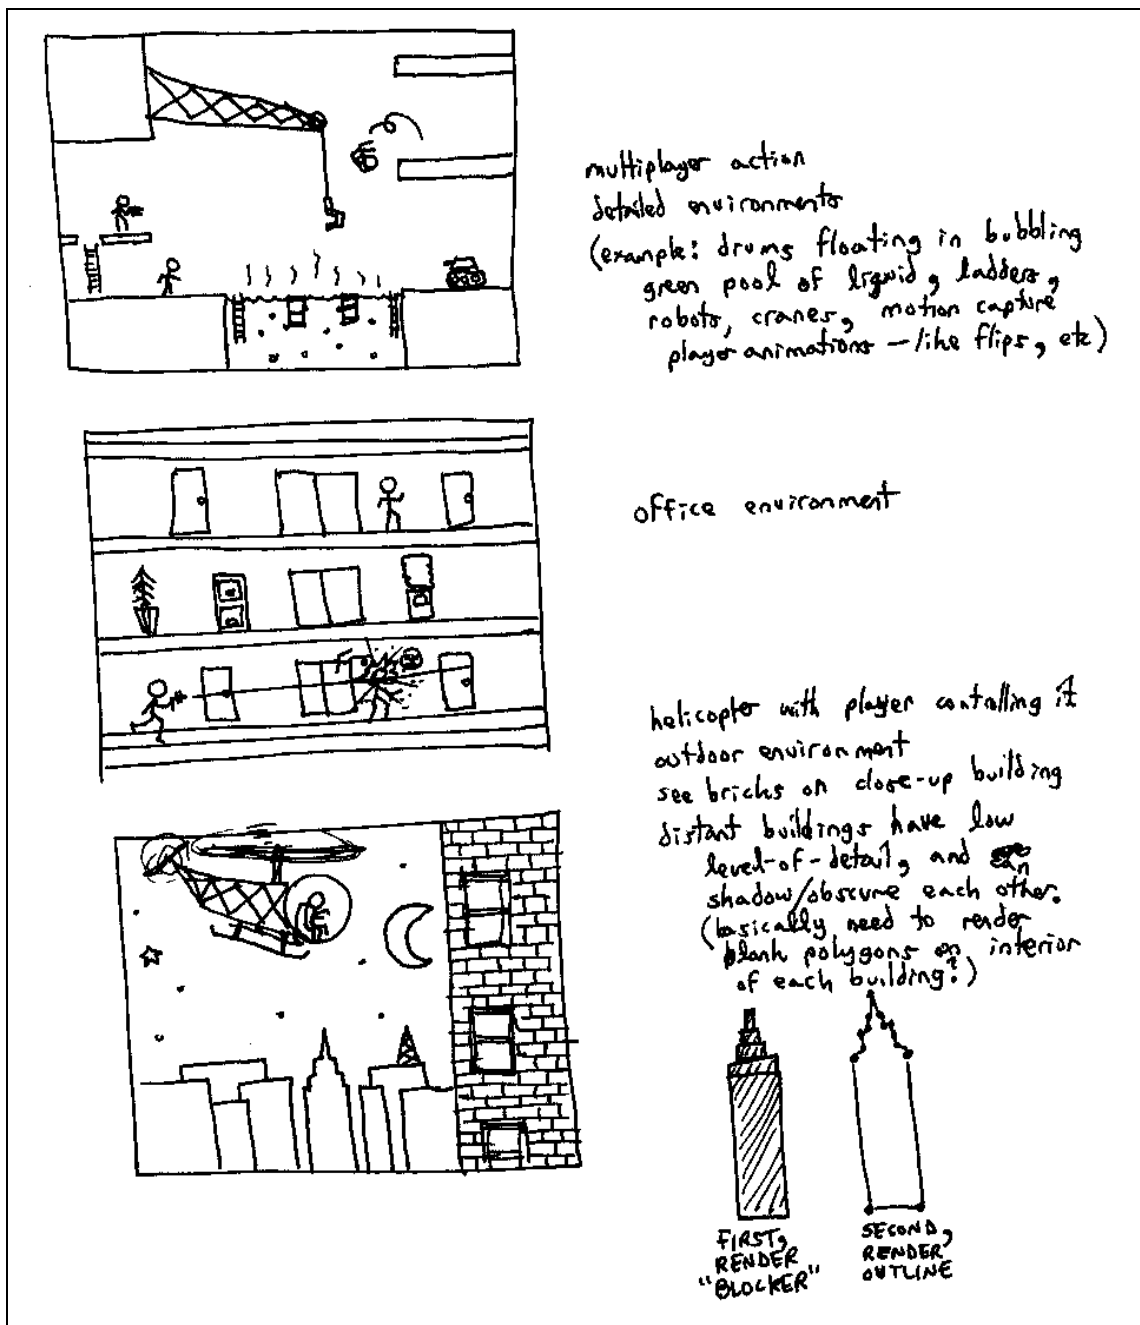 multiplayer action
detailed environments
(example: drums floating in bubbling
green pool of liquid, ladders,
robots, cranes, motion capture
player animations — like flips, etc)
office environment
helicopter with player controlling it
outdoor environment
see bricks on close-up building
distant buildings have low
level-of-detail, and can
shadow/obscure each other.
(basically need to render
blank polygons on interior
of each building?)
FIRST,
RENDER
"BLOCKER"
SECOND,
RENDER
OUTLINE